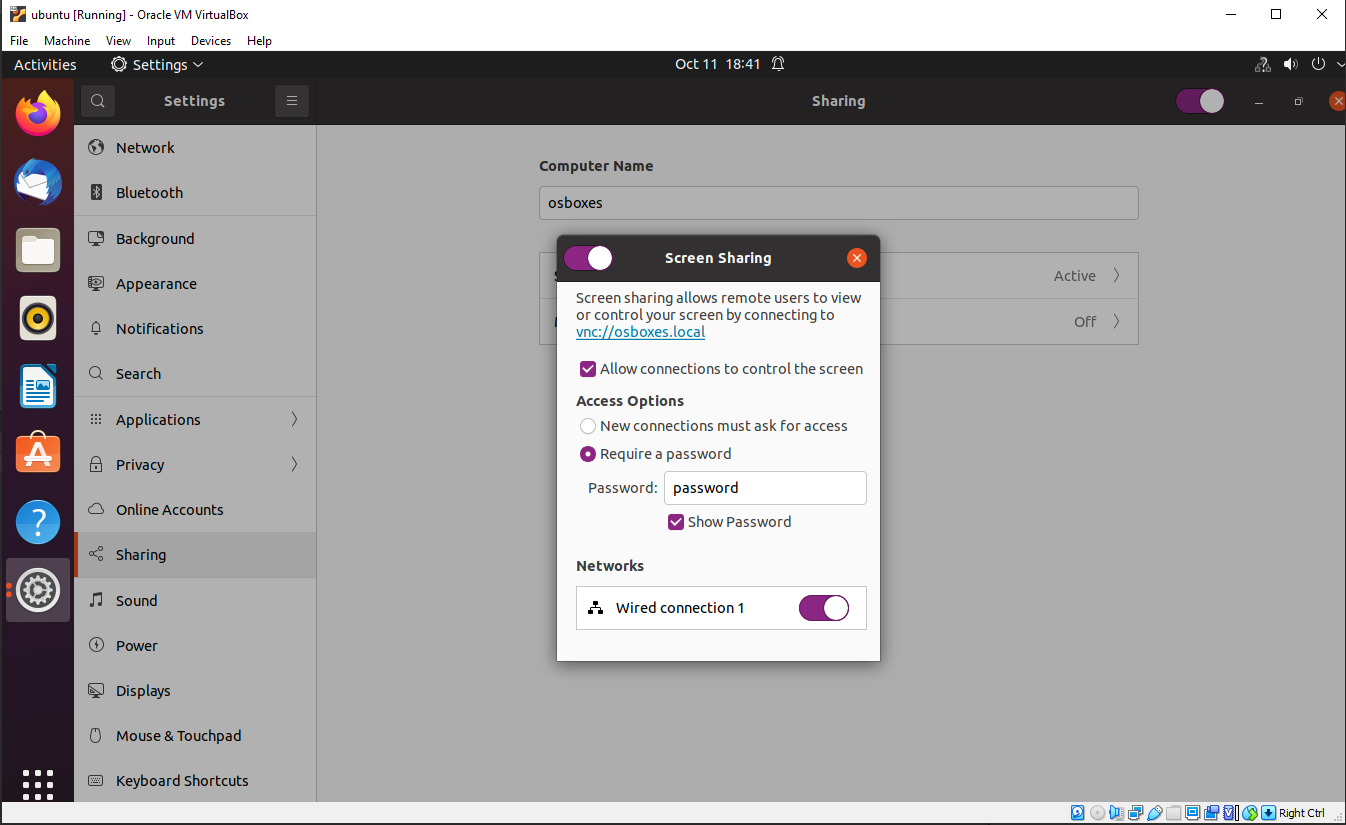 ubuntu [Running] - Oracle VM VirtualBox
File Machine View Input Devices Help
Activities Settings Oct 11 18:41
Settings
Sharing
Network
Bluetooth
Background
Appearance
Notifications
Search
Applications
Privacy
Online Accounts
Sharing
Sound
Power
Displays
Mouse & Touchpad
Keyboard Shortcuts
Computer Name
osboxes
Active
Off
Screen Sharing
Screen sharing allows remote users to view
or control your screen by connecting to
vnc://osboxes.local
Allow connections to control the screen
Access Options
New connections must ask for access
Require a password
Password: password
Show Password
Networks
Wired connection 1
Right Ctrl